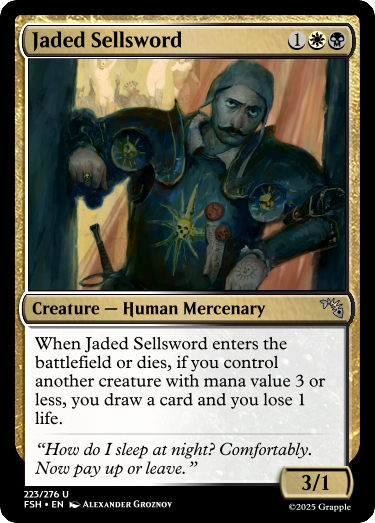 Jaded Sellsword 1
Creature — Human Mercenary
When Jaded Sellsword enters the
battlefield or dies, if you control
another creature with mana value 3 or
less, you draw a card and you lose 1
life.
“How do I sleep at night? Comfortably.
Now pay up or leave.”
3/1
223/276 U
FSH • EN Alexander Groznov
©2025 Grapple